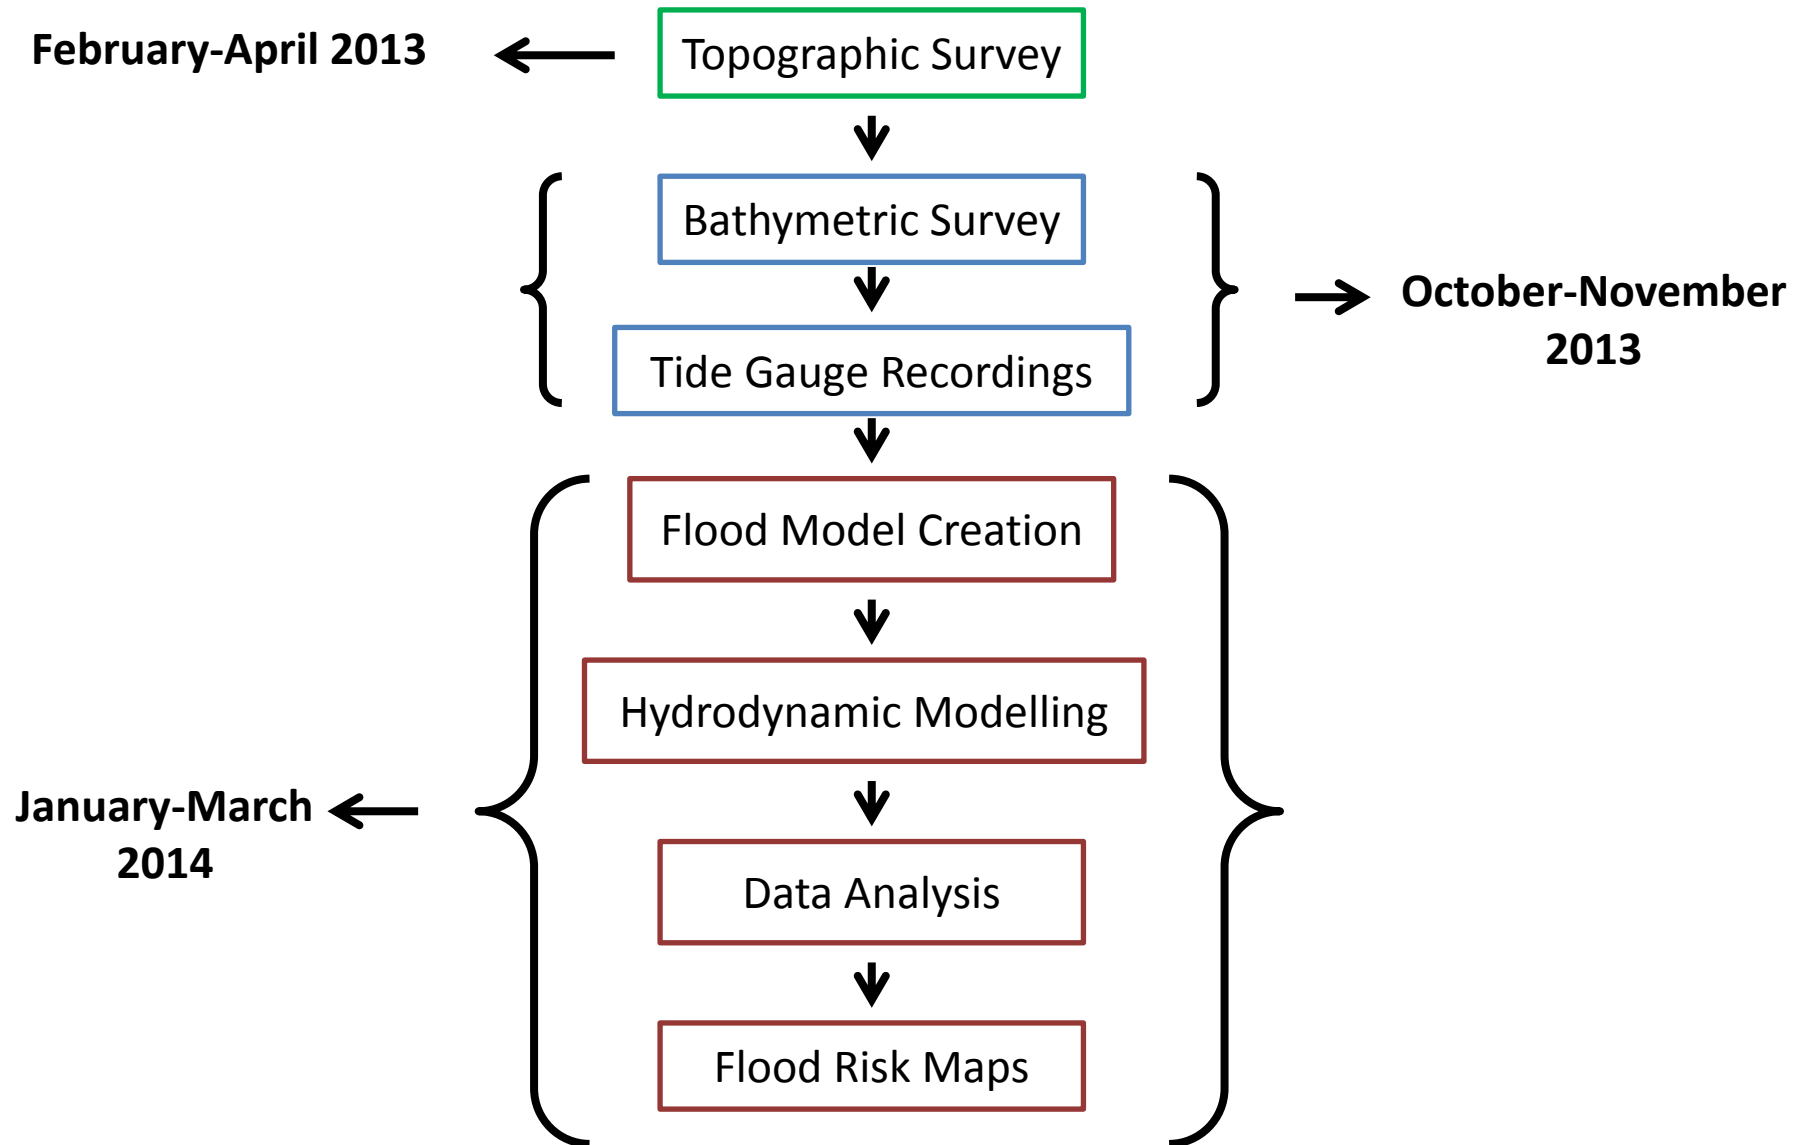 February-April 2013
Topographic Survey
Bathymetric Survey
Tide Gauge Recordings
October-November
2013
Flood Model Creation
Hydrodynamic Modelling
January-March
2014
Data Analysis
Flood Risk Maps